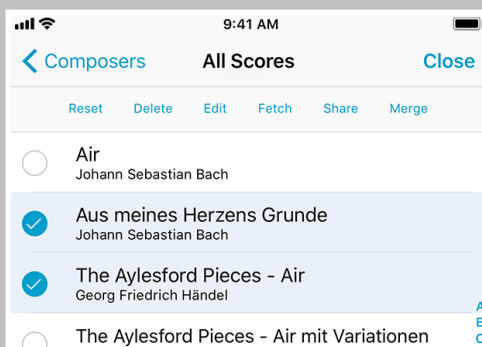 9:41 AM
Composers All Scores Close
Reset Delete Edit Fetch Share Merge
Air
Johann Sebastian Bach
Aus meines Herzens Grunde
Johann Sebastian Bach
The Aylesford Pieces - Air
Georg Friedrich Händel
A
B
C
The Aylesford Pieces - Air mit Variationen